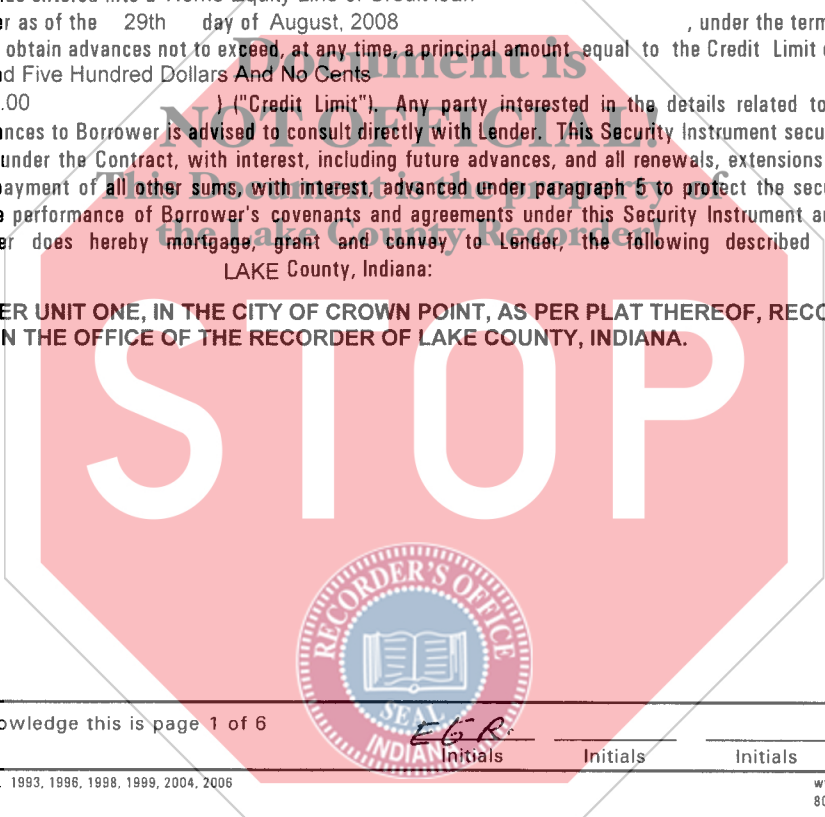 er as of the 29th day of August, 2008 , under the term
obtain advances not to exceed, at any time, a principal amount equal to the Credit Limit
d Five Hundred Dollars And No Cents
Document is
.00 ) ("Credit Limit"). Any party interested in the details related to
NOT OFFICIAL!
nces to Borrower is advised to consult directly with Lender. This Security Instrument secu
under the Contract, with interest, including future advances, and all renewals, extensions
This Document is the property of
payment of all other sums, with interest, advanced under paragraph 5 to protect the sec
the Lake County Recorder!
e performance of Borrower's covenants and agreements under this Security Instrument a
er does hereby mortgage, grant and convey to Lender, the following described
LAKE County, Indiana:
ER UNIT ONE, IN THE CITY OF CROWN POINT, AS PER PLAT THEREOF, RECO
N THE OFFICE OF THE RECORDER OF LAKE COUNTY, INDIANA.
STOP
RECORDER'S OFFICE
SEAL
INDIANA
owledge this is page 1 of 6
EGR.
Initials Initials Initials
1993, 1996, 1998, 1999, 2004, 2006